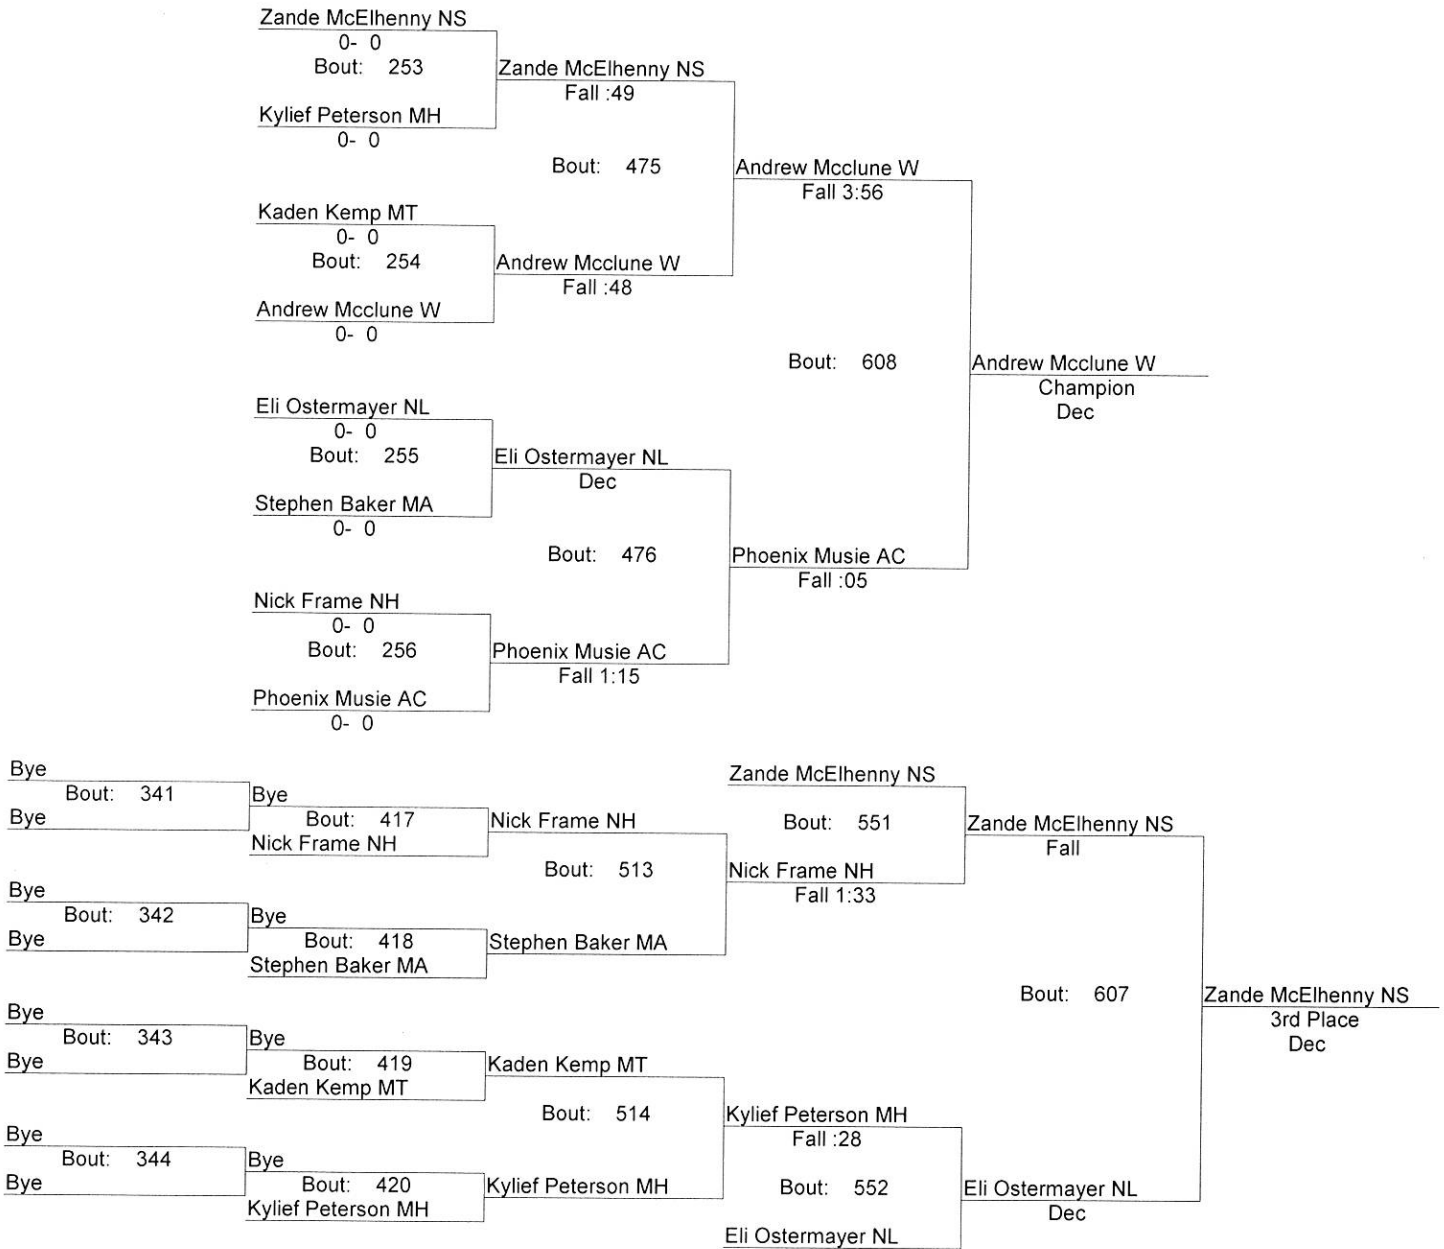 Zande McElhenny NS
0- 0
Bout: 253
Zande McElhenny NS
Fall :49
Kylief Peterson MH
0- 0
Bout: 475
Andrew Mcclune W
Fall 3:56
Kaden Kemp MT
0- 0
Bout: 254
Andrew Mcclune W
Fall :48
Andrew Mcclune W
0- 0
Bout: 608
Andrew Mcclune W
Champion
Dec
Eli Ostermayer NL
0- 0
Bout: 255
Eli Ostermayer NL
Dec
Stephen Baker MA
0- 0
Bout: 476
Phoenix Musie AC
Fall :05
Nick Frame NH
0- 0
Bout: 256
Phoenix Musie AC
Fall 1:15
Phoenix Musie AC
0- 0
Bye
Bout: 341
Bye
Bye
Bout: 417
Nick Frame NH
Nick Frame NH
Bout: 513
Zande McElhenny NS
Bout: 551
Nick Frame NH
Fall 1:33
Zande McElhenny NS
Fall
Bye
Bout: 342
Bye
Bye
Bout: 418
Stephen Baker MA
Stephen Baker MA
Bout: 607
Zande McElhenny NS
3rd Place
Dec
Bye
Bout: 343
Bye
Bye
Bout: 419
Kaden Kemp MT
Kaden Kemp MT
Bout: 514
Kylief Peterson MH
Fall :28
Bye
Bout: 344
Bye
Bye
Bout: 420
Kylief Peterson MH
Kylief Peterson MH
Bout: 552
Eli Ostermayer NL
Eli Ostermayer NL
Dec